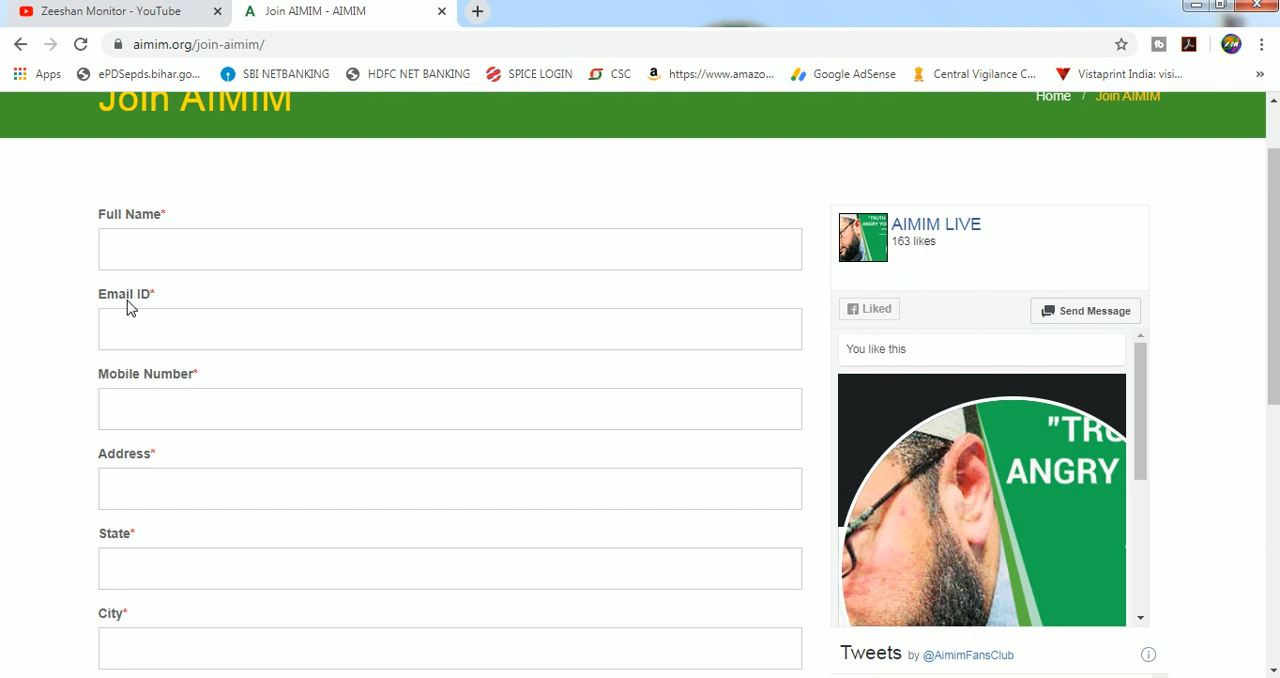 Zeeshan Monitor - YouTube
Join AIMIM - AIMIM
aimim.org/join-aimim/
Apps
ePDSepds.bihar.go...
SBI NETBANKING
HDFC NET BANKING
SPICE LOGIN
CSC
https://www.amazo...
Google AdSense
Central Vigilance C...
Vistaprint India: visi...
»
Join AIMIM
Home / Join AIMIM
Full Name*
Email ID*
Mobile Number*
Address*
State*
City*
AIMIM LIVE
163 likes
Liked
Send Message
You like this
"TRU
ANGRY
Tweets by @AimimFansClub